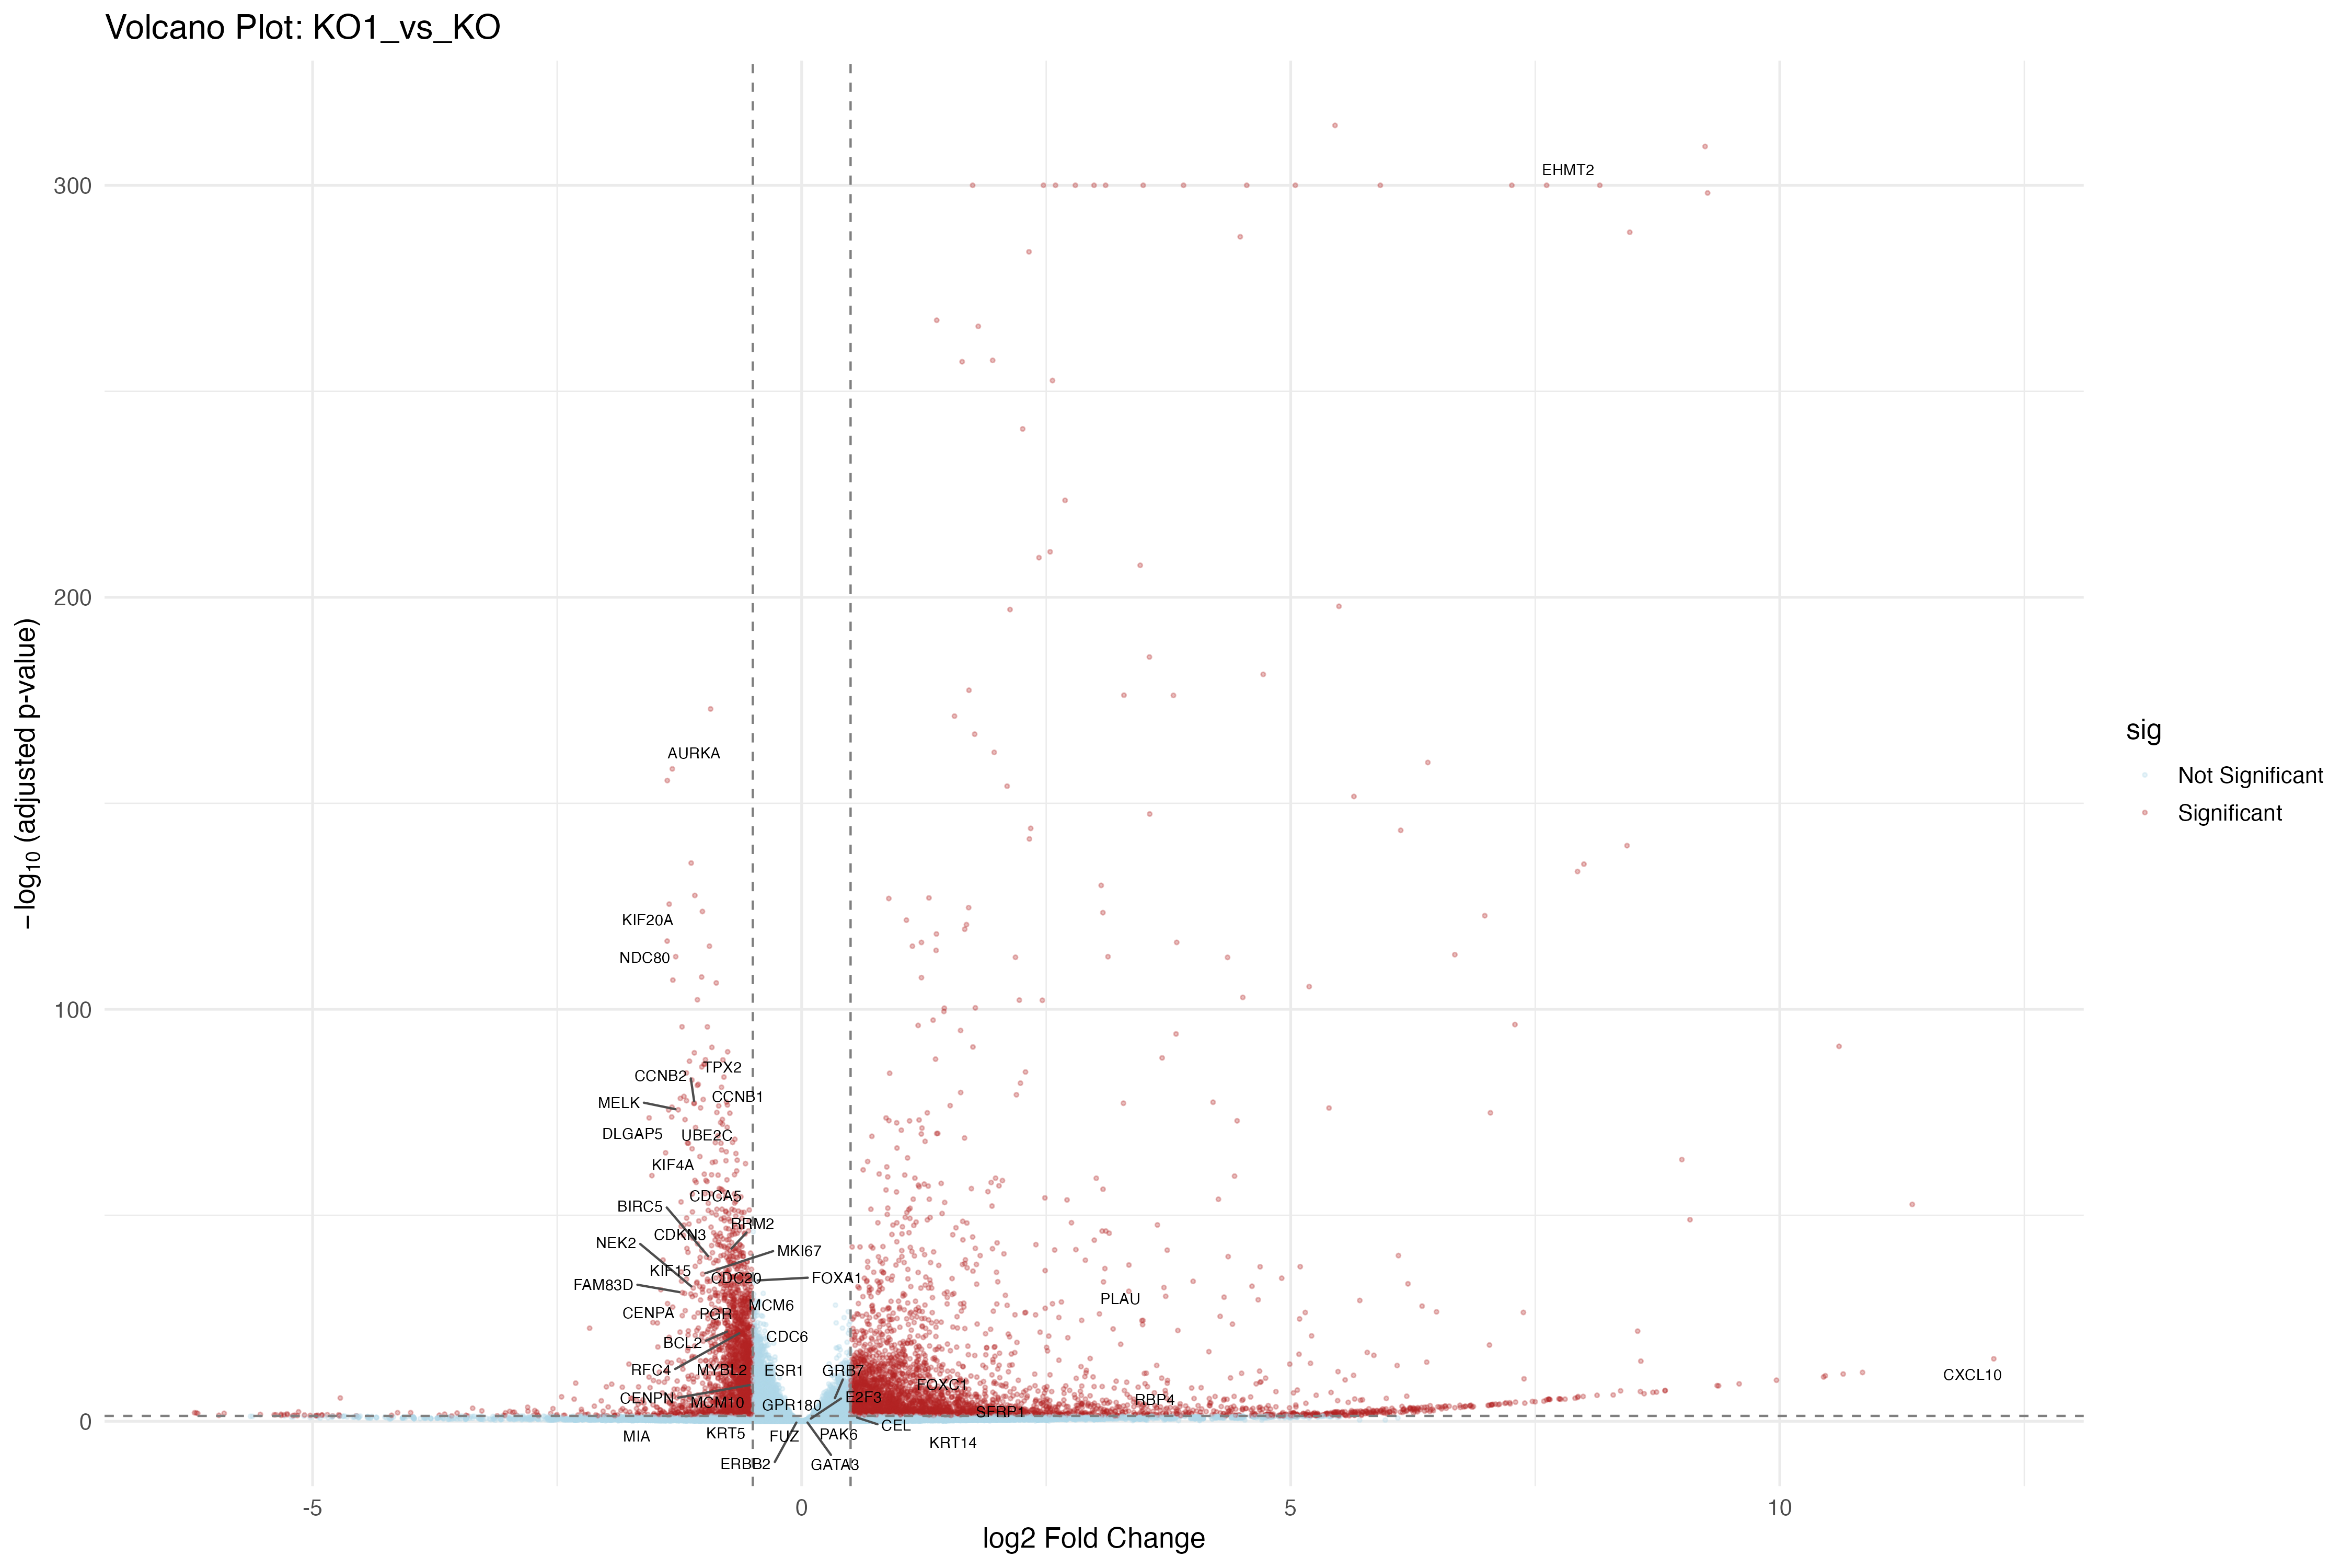 Volcano Plot: KO1_vs_KO
300
200
100
0
−log10 (adjusted p-value)
EHMT2
AURKA
KIF20A
NDC80
TPX2
CCNB2
CCNB1
MELK
DLGAP5
UBE2C
KIF4A
CDCA5
BIRC5
RRM2
CDKN3
NEK2
MKI67
KIF15
CDC20
FOXA1
FAM83D
PLAU
MCM6
CENPA
PGR
CDC6
BCL2
RFC4
MYBL2
ESR1
GRB7
CXCL10
FOXC1
CENPN
E2F3
RBP4
MCM10
GPR180
SFRP1
CEL
KRT5
PAK6
MIA
FUZ
KRT14
ERBB2
GATA3
-5
0
5
10
log2 Fold Change
sig
Not Significant
Significant